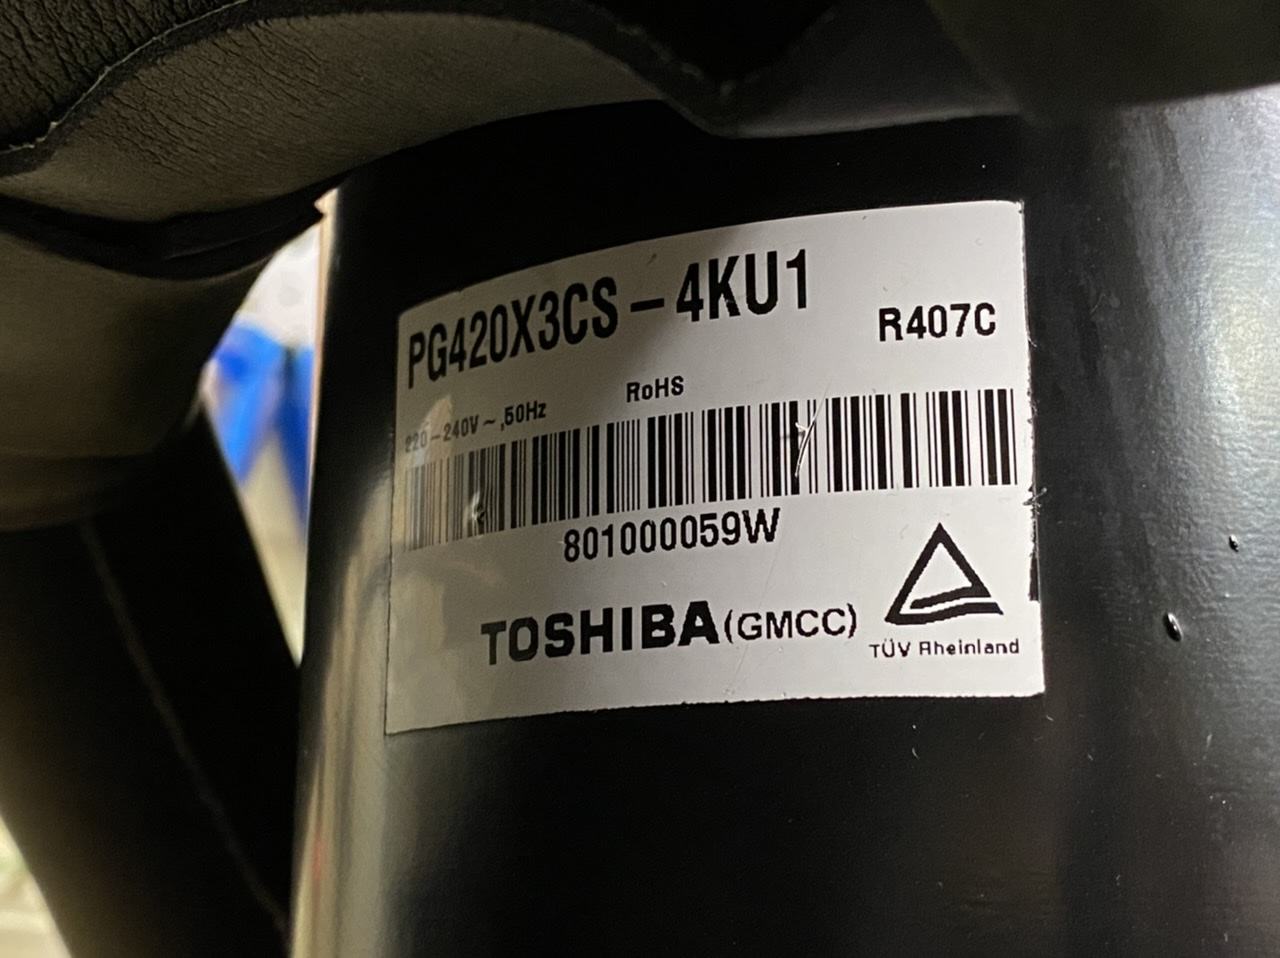 PG420X3CS-4KU1
R407C
220-240V~,50Hz
RoHS
801000059W
TOSHIBA(GMCC)
TÜV Rheinland